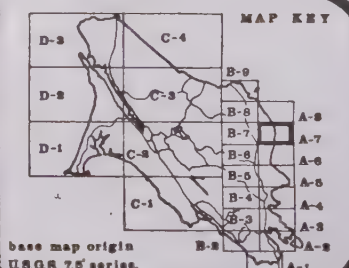 MAP KEY
D-3
C-4
B-9
D-2
C-3
B-8
A-8
B-7
A-7
D-1
C-2
B-6
A-6
B-5
A-5
B-4
A-4
C-1
B-3
A-3
B-2
A-2
A-1
base map origin
USGS 7.5' series.